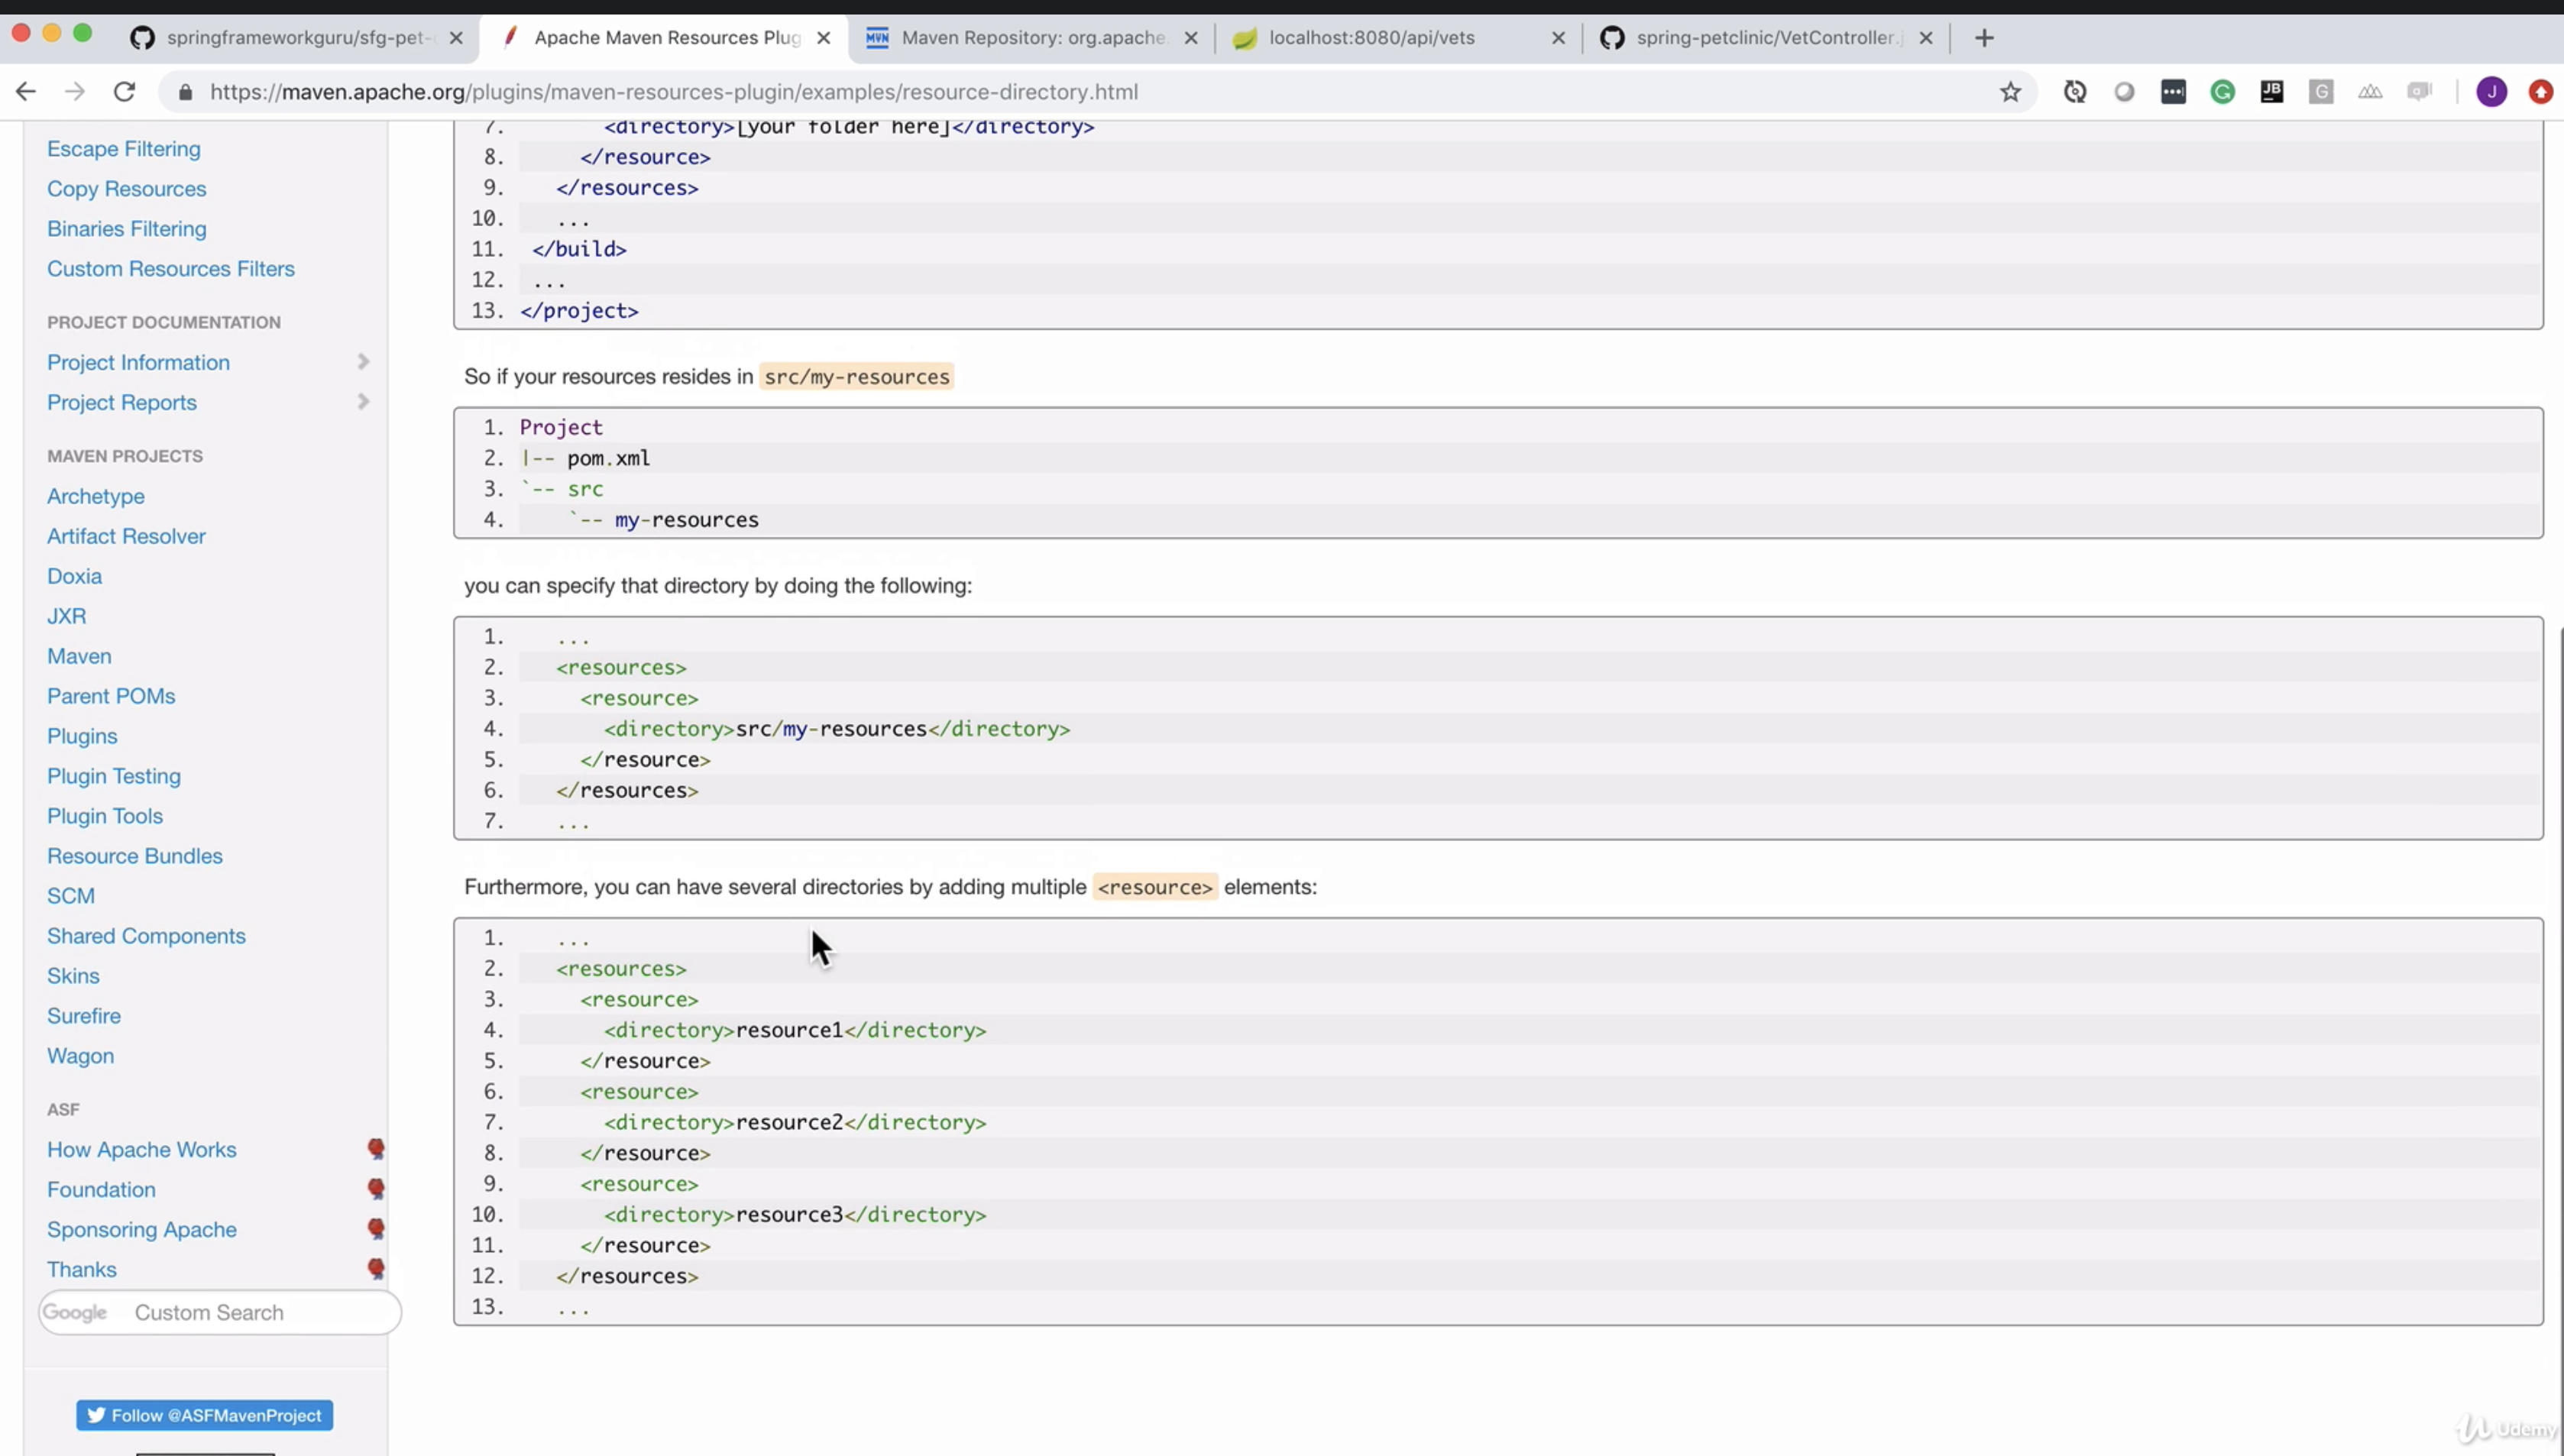 springframeworkguru/sfg-pet-
Apache Maven Resources Plug
MVN Maven Repository: org.apache.
localhost:8080/api/vets
spring-petclinic/VetController.j
https://maven.apache.org/plugins/maven-resources-plugin/examples/resource-directory.html
JB
G
J
Escape Filtering
Copy Resources
Binaries Filtering
Custom Resources Filters
PROJECT DOCUMENTATION
Project Information
Project Reports
MAVEN PROJECTS
Archetype
Artifact Resolver
Doxia
JXR
Maven
Parent POMs
Plugins
Plugin Testing
Plugin Tools
Resource Bundles
SCM
Shared Components
Skins
Surefire
Wagon
ASF
How Apache Works
Foundation
Sponsoring Apache
Thanks
Google Custom Search
Follow @ASFMavenProject
7. <directory>[your folder here]</directory>
8. </resource>
9. </resources>
10. ...
11. </build>
12. ...
13. </project>
So if your resources resides in src/my-resources
1. Project
2. |-- pom.xml
3. `-- src
4. `-- my-resources
you can specify that directory by doing the following:
1. ...
2. <resources>
3. <resource>
4. <directory>src/my-resources</directory>
5. </resource>
6. </resources>
7. ...
Furthermore, you can have several directories by adding multiple <resource> elements:
1. ...
2. <resources>
3. <resource>
4. <directory>resource1</directory>
5. </resource>
6. <resource>
7. <directory>resource2</directory>
8. </resource>
9. <resource>
10. <directory>resource3</directory>
11. </resource>
12. </resources>
13. ...
Udemy